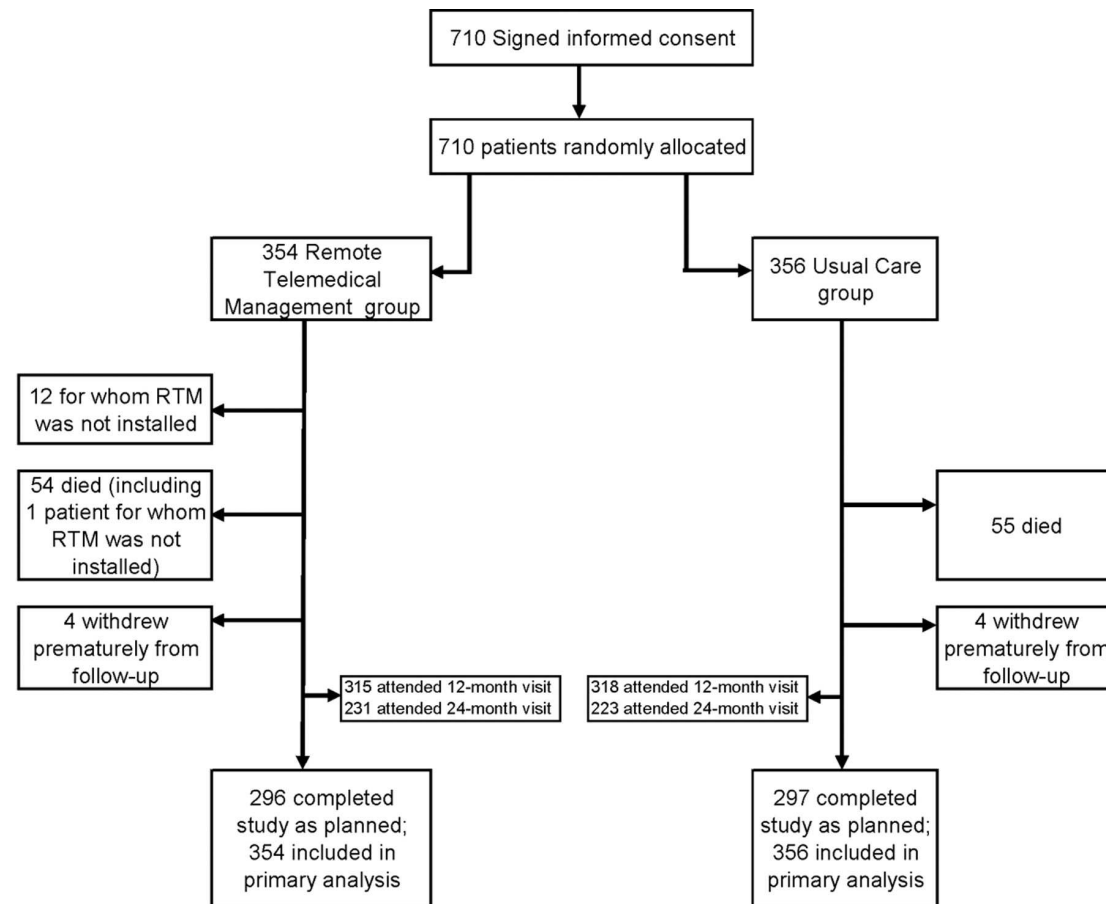 710 Signed informed consent
710 patients randomly allocated
354 Remote
Telemedical
Management group
356 Usual Care
group
12 for whom RTM
was not installed
54 died (including
1 patient for whom
RTM was not
installed)
55 died
4 withdrew
prematurely from
follow-up
4 withdrew
prematurely from
follow-up
315 attended 12-month visit
231 attended 24-month visit
318 attended 12-month visit
223 attended 24-month visit
296 completed
study as planned;
354 included in
primary analysis
297 completed
study as planned;
356 included in
primary analysis